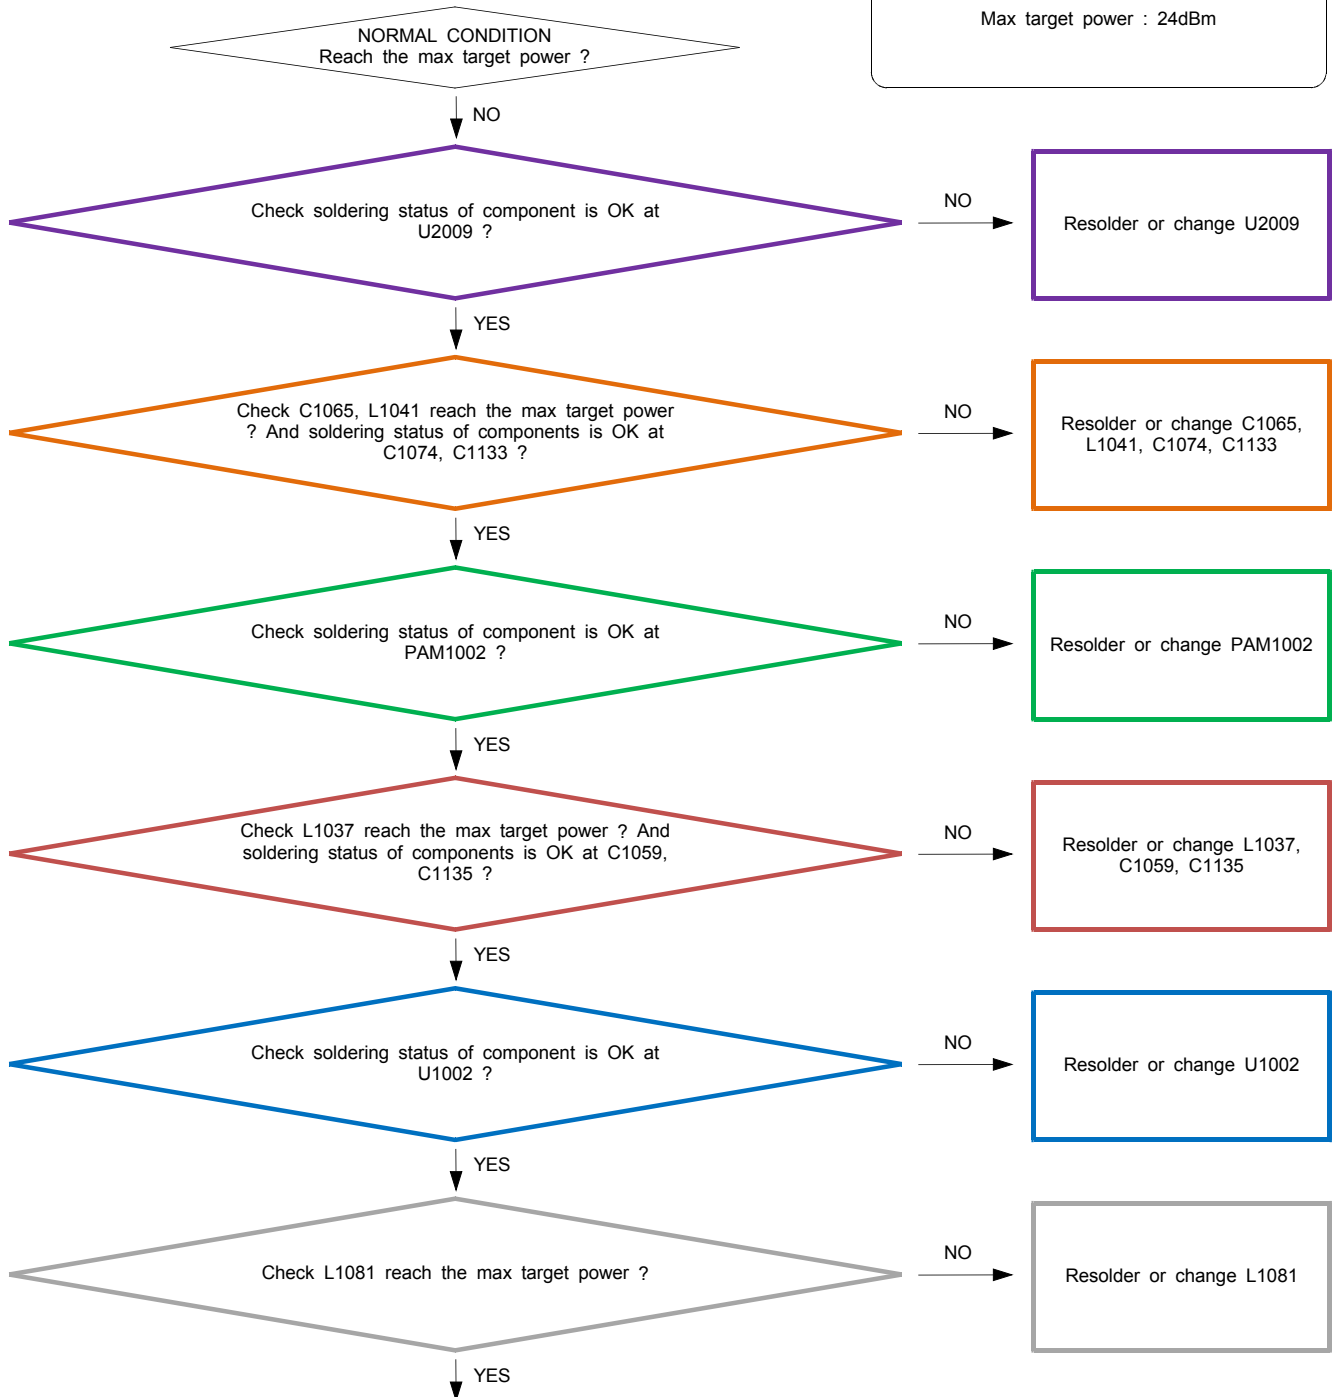 Max target power : 24dBm
NORMAL CONDITION
Reach the max target power ?
NO
Check soldering status of component is OK at
U2009 ?
NO
Resolder or change U2009
YES
Check C1065, L1041 reach the max target power
? And soldering status of components is OK at
C1074, C1133 ?
NO
Resolder or change C1065,
L1041, C1074, C1133
YES
Check soldering status of component is OK at
PAM1002 ?
NO
Resolder or change PAM1002
YES
Check L1037 reach the max target power ? And
soldering status of components is OK at C1059,
C1135 ?
NO
Resolder or change L1037,
C1059, C1135
YES
Check soldering status of component is OK at
U1002 ?
NO
Resolder or change U1002
YES
Check L1081 reach the max target power ?
NO
Resolder or change L1081
YES